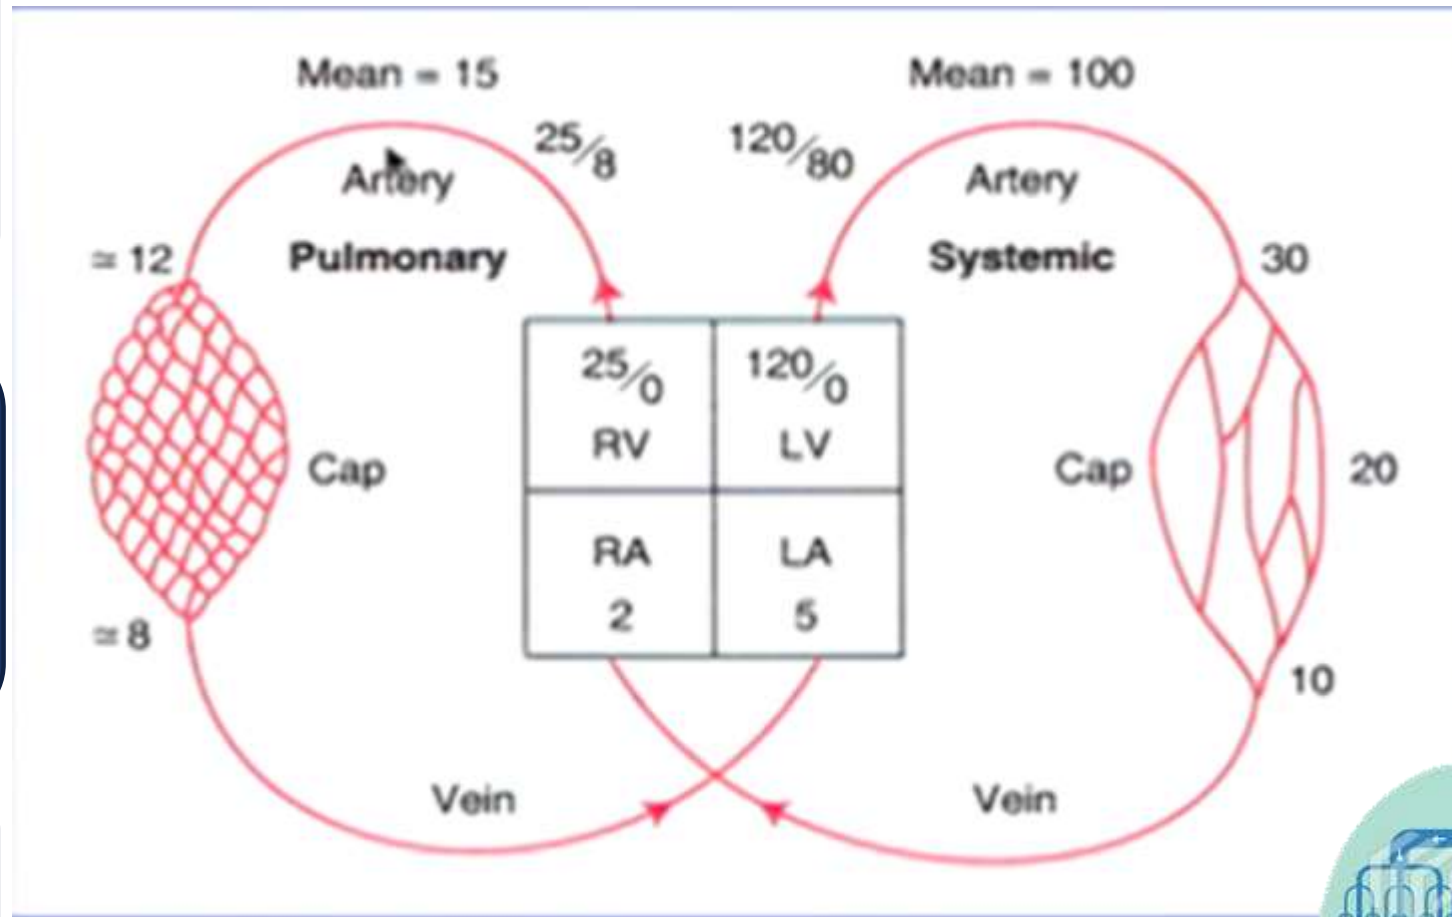 Mean = 15
Mean = 100
25/8
120/80
Artery
Artery
≃ 12
Pulmonary
Systemic
30
25/0
120/0
RV
LV
Cap
Cap
20
RA
LA
2
5
≃ 8
10
Vein
Vein